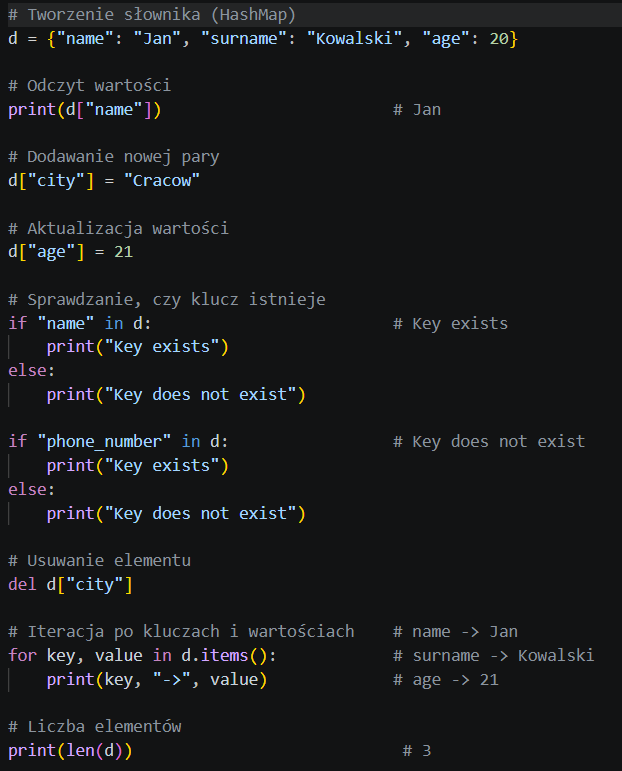 # Tworzenie słownika (HashMap)
d = {"name": "Jan", "surname": "Kowalski", "age": 20}
# Odczyt wartości
print(d["name"])                        # Jan
# Dodawanie nowej pary
d["city"] = "Cracow"
# Aktualizacja wartości
d["age"] = 21
# Sprawdzanie, czy klucz istnieje
if "name" in d:                         # Key exists
    print("Key exists")
else:
    print("Key does not exist")
if "phone_number" in d:                 # Key does not exist
    print("Key exists")
else:
    print("Key does not exist")
# Usuwanie elementu
del d["city"]
# Iteracja po kluczach i wartościach    # name -> Jan
for key, value in d.items():            # surname -> Kowalski
    print(key, "->", value)             # age -> 21
# Liczba elementów
print(len(d))                            # 3